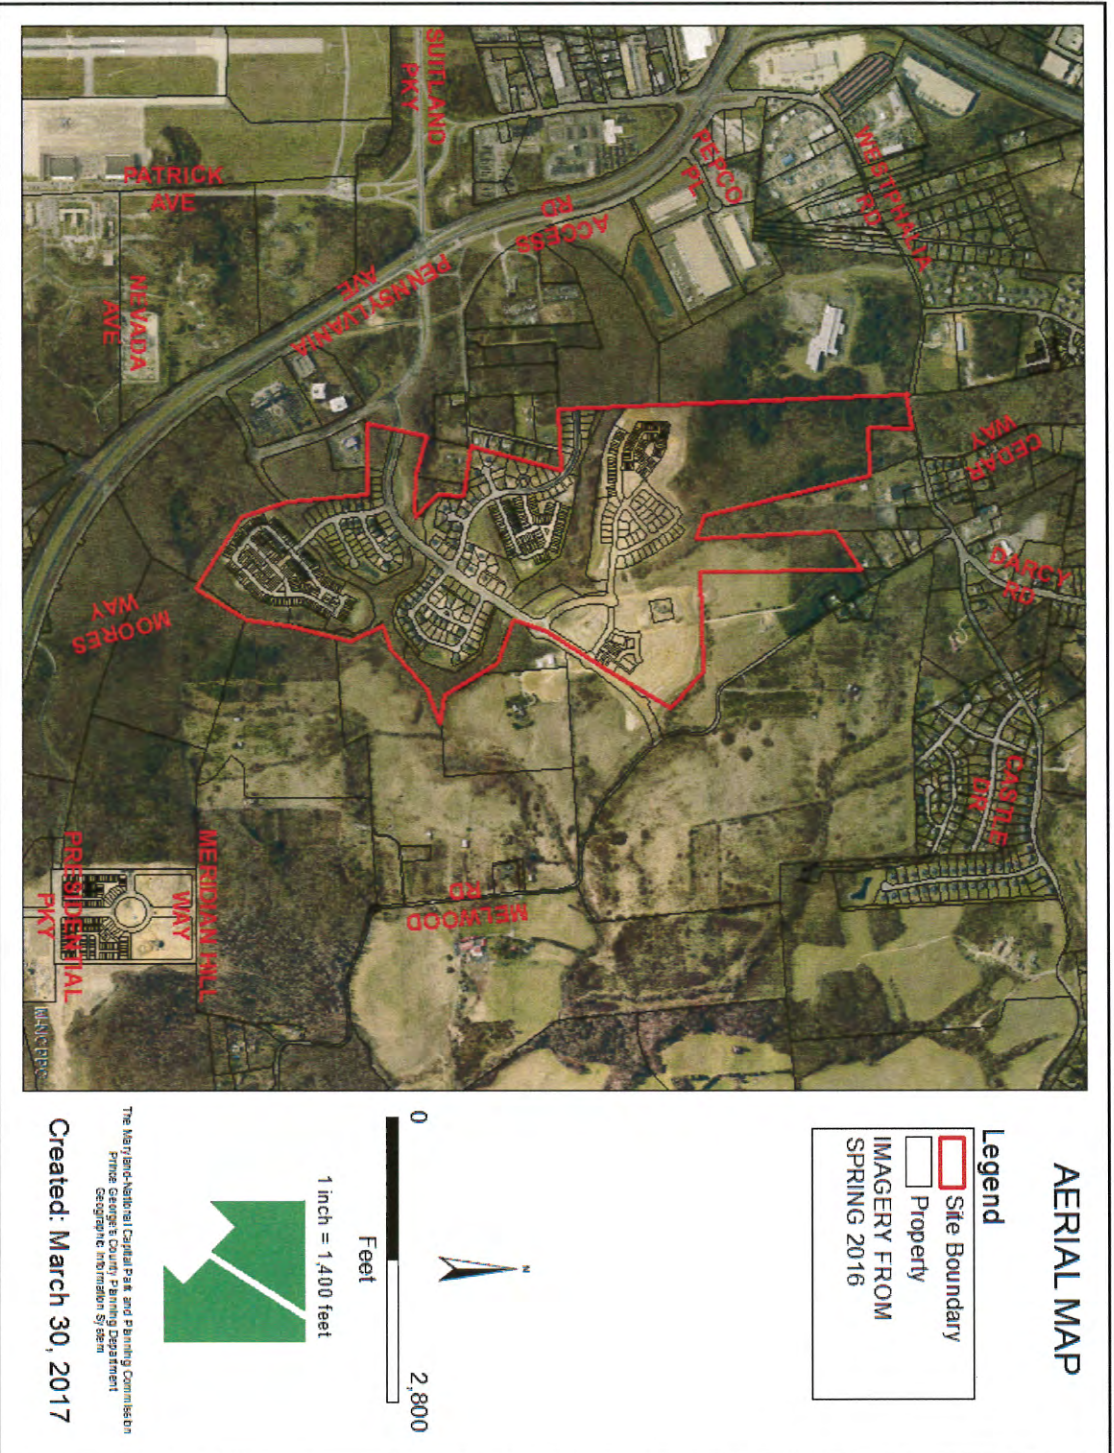 AERIAL MAP
Legend
Site Boundary
Property
IMAGERY FROM
SPRING 2016
N
0
2,800
Feet
1 inch = 1,400 feet
The Maryland-National Capital Park and Planning Commission
Prince George's County Planning Department
Geographic Information System
Created: March 30, 2017
WESTPHALIA
RD
CEDAR
WAY
DARCY
RD
CASTLE
DR
PEPCO
PL
ACCESS
RD
SUITLAND
PKY
PENNSYLVANIA
AVE
PATRICK
AVE
NEVADA
AVE
MOORES
WAY
MELWOOD
RD
MERIDIAN HILL
WAY
PRESIDENTIAL
PKY
M-NCPPC